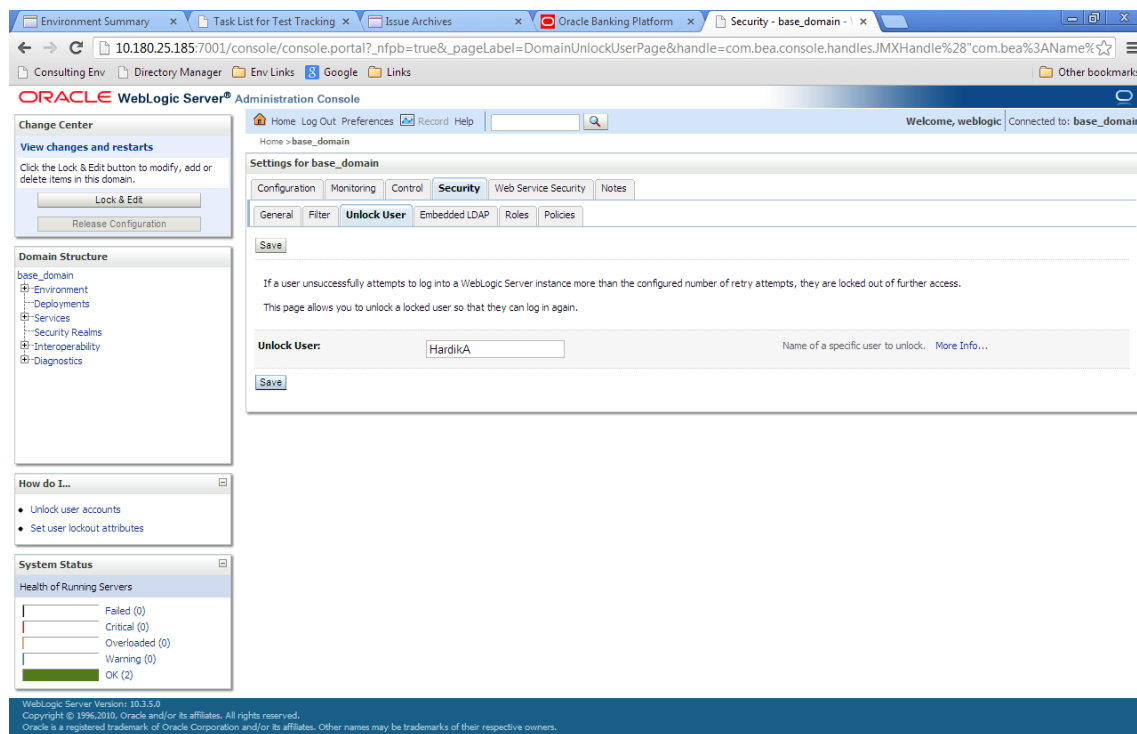 Environment Summary
Task List for Test Tracking
Issue Archives
Oracle Banking Platform
Security - base_domain -
10.180.25.185:7001/console/console.portal?_nfpb=true&_pageLabel=DomainUnlockUserPage&handle=com.bea.console.handles.JMXHandle%28"com.bea%3AName%
Consulting Env Directory Manager Env Links Google Links
Other bookmarks
ORACLE WebLogic Server® Administration Console
Change Center
View changes and restarts
Click the Lock & Edit button to modify, add or
delete items in this domain.
Lock & Edit
Release Configuration
Domain Structure
base_domain
Environment
Deployments
Services
Security Realms
Interoperability
Diagnostics
How do I...
Unlock user accounts
Set user lockout attributes
System Status
Health of Running Servers
Failed (0)
Critical (0)
Overloaded (0)
Warning (0)
OK (2)
Home Log Out Preferences Record Help
Welcome, weblogic
Connected to: base_domain
Home >base_domain
Settings for base_domain
Configuration Monitoring Control Security Web Service Security Notes
General Filter Unlock User Embedded LDAP Roles Policies
Save
If a user unsuccessfully attempts to log into a WebLogic Server instance more than the configured number of retry attempts, they are locked out of further access.
This page allows you to unlock a locked user so that they can log in again.
Unlock User:
HardikA
Name of a specific user to unlock. More Info...
Save
WebLogic Server Version: 10.3.5.0
Copyright © 1996,2010, Oracle and/or its affiliates. All rights reserved.
Oracle is a registered trademark of Oracle Corporation and/or its affiliates. Other names may be trademarks of their respective owners.